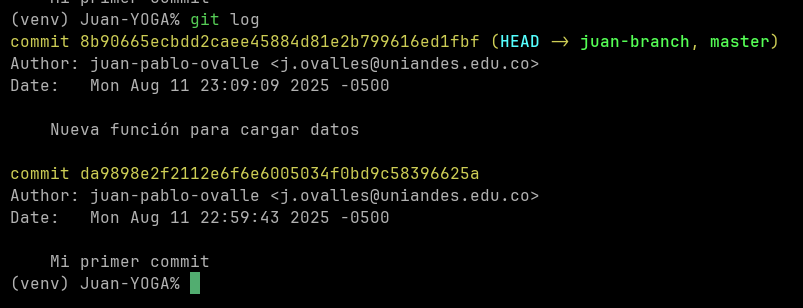 Mi primer commit
(venv) Juan-YOGA% git log
commit 8b90665ecbdd2caee45884d81e2b799616ed1fbf (HEAD -> juan-branch, master)
Author: juan-pablo-ovalle <j.ovalles@uniandes.edu.co>
Date:   Mon Aug 11 23:09:09 2025 -0500
Nueva función para cargar datos
commit da9898e2f2112e6f6e6005034f0bd9c58396625a
Author: juan-pablo-ovalle <j.ovalles@uniandes.edu.co>
Date:   Mon Aug 11 22:59:43 2025 -0500
Mi primer commit
(venv) Juan-YOGA%